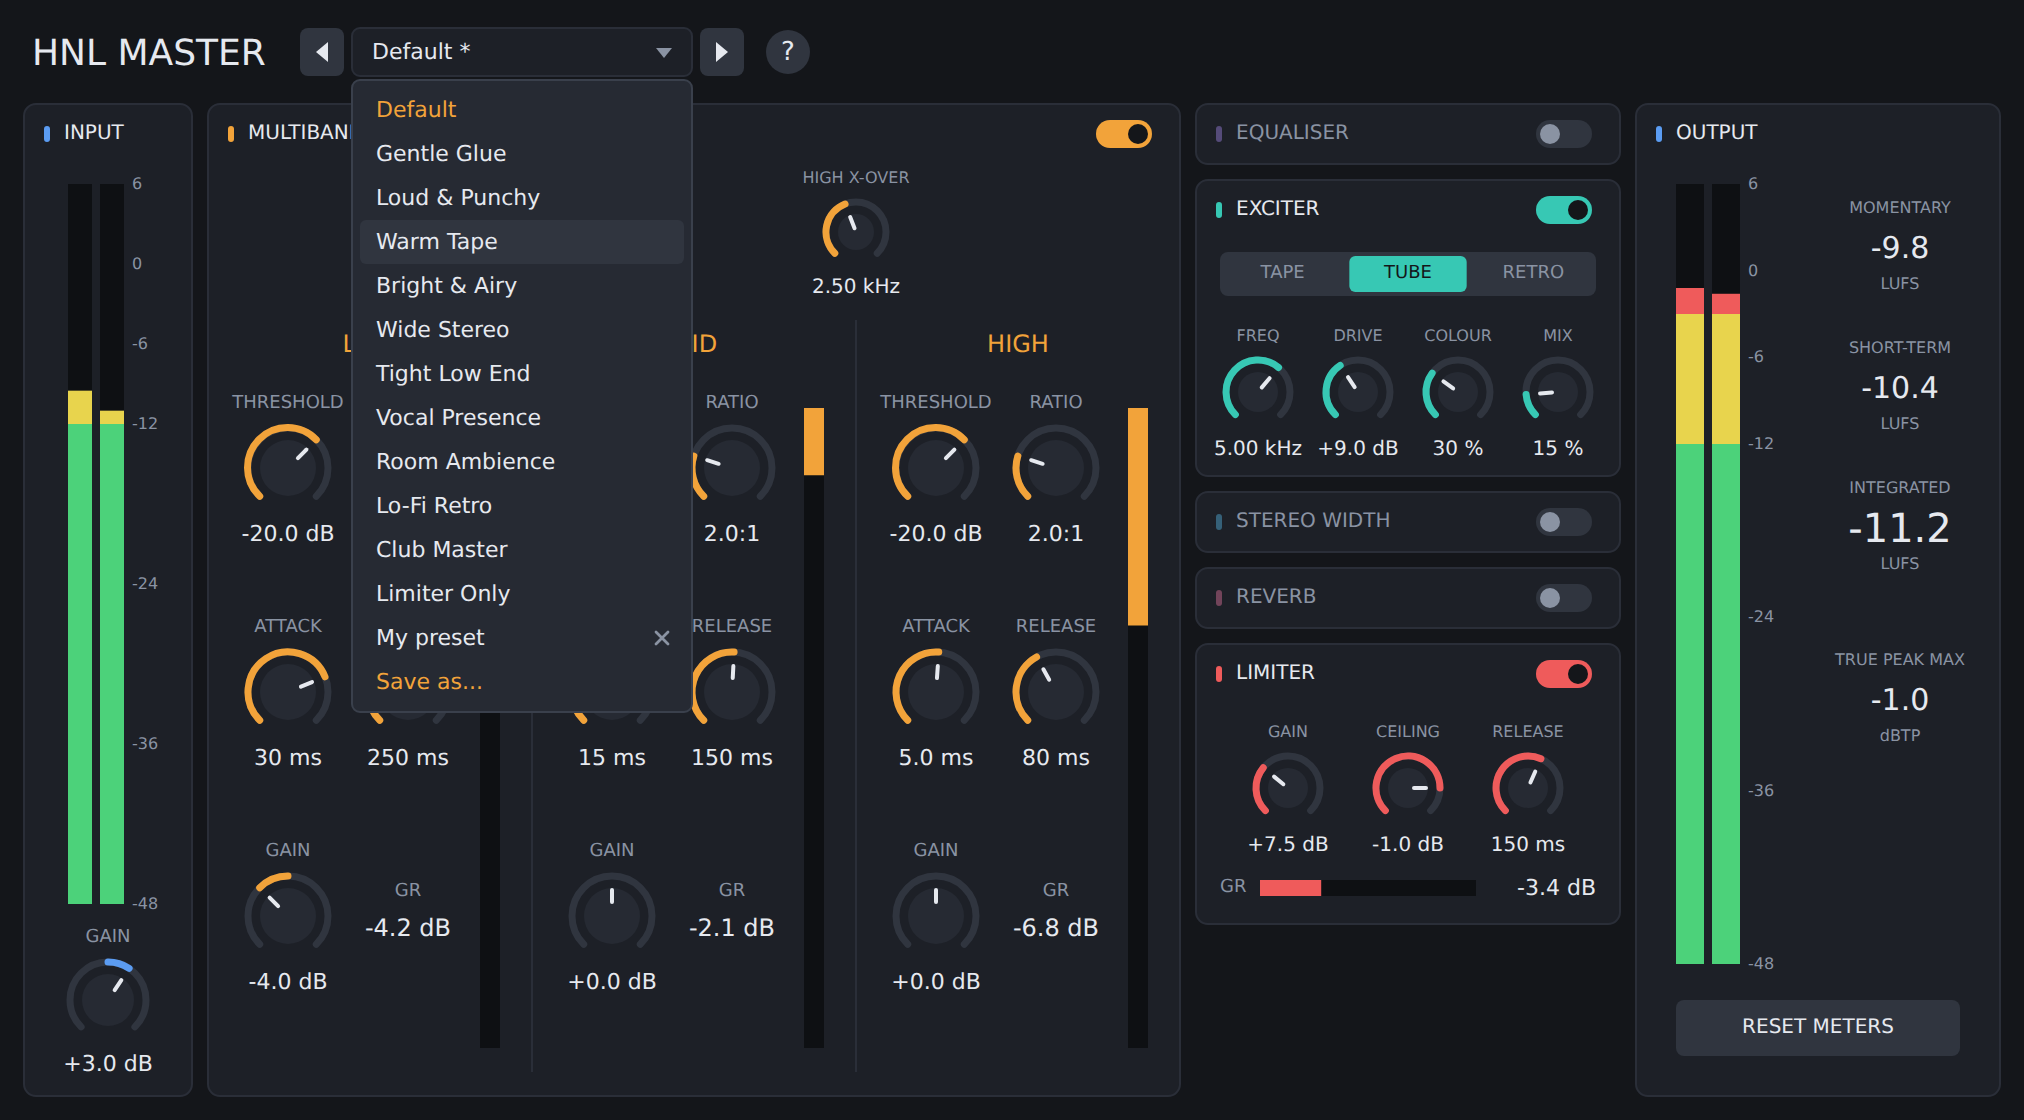 HNL MASTER
Default *
?
Default
Gentle Glue
Loud & Punchy
Warm Tape
Bright & Airy
Wide Stereo
Tight Low End
Vocal Presence
Room Ambience
Lo-Fi Retro
Club Master
Limiter Only
My preset
Save as...
INPUT
6
0
-6
-12
-24
-36
-48
GAIN
+3.0 dB
HIGH X-OVER
2.50 kHz
THRESHOLD
-20.0 dB
ATTACK
30 ms
250 ms
GAIN
-4.0 dB
GR
-4.2 dB
RATIO
2.0:1
RELEASE
15 ms
150 ms
GAIN
+0.0 dB
GR
-2.1 dB
HIGH
THRESHOLD
RATIO
-20.0 dB
2.0:1
ATTACK
RELEASE
5.0 ms
80 ms
GAIN
+0.0 dB
GR
-6.8 dB
EQUALISER
EXCITER
TAPE
TUBE
RETRO
FREQ
DRIVE
COLOUR
MIX
5.00 kHz
+9.0 dB
30 %
15 %
STEREO WIDTH
REVERB
LIMITER
GAIN
CEILING
RELEASE
+7.5 dB
-1.0 dB
150 ms
GR
-3.4 dB
OUTPUT
6
0
-6
-12
-24
-36
-48
MOMENTARY
-9.8
LUFS
SHORT-TERM
-10.4
LUFS
INTEGRATED
-11.2
LUFS
TRUE PEAK MAX
-1.0
dBTP
RESET METERS